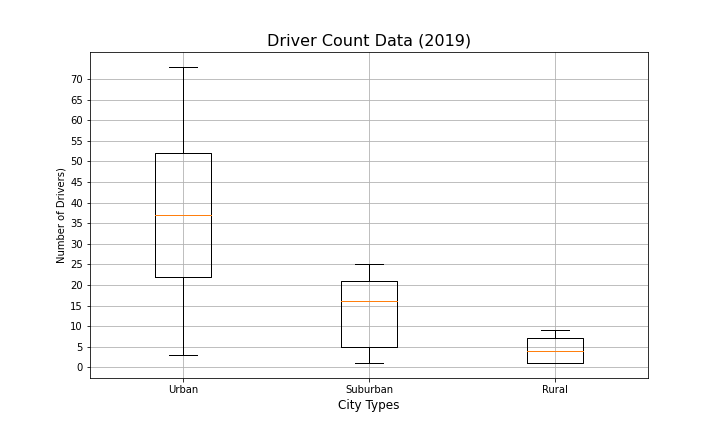 Driver Count Data (2019)
Number of Drivers)
70
65
60
55
50
45
40
35
30
25
20
15
10
5
0
Urban
Suburban
Rural
City Types